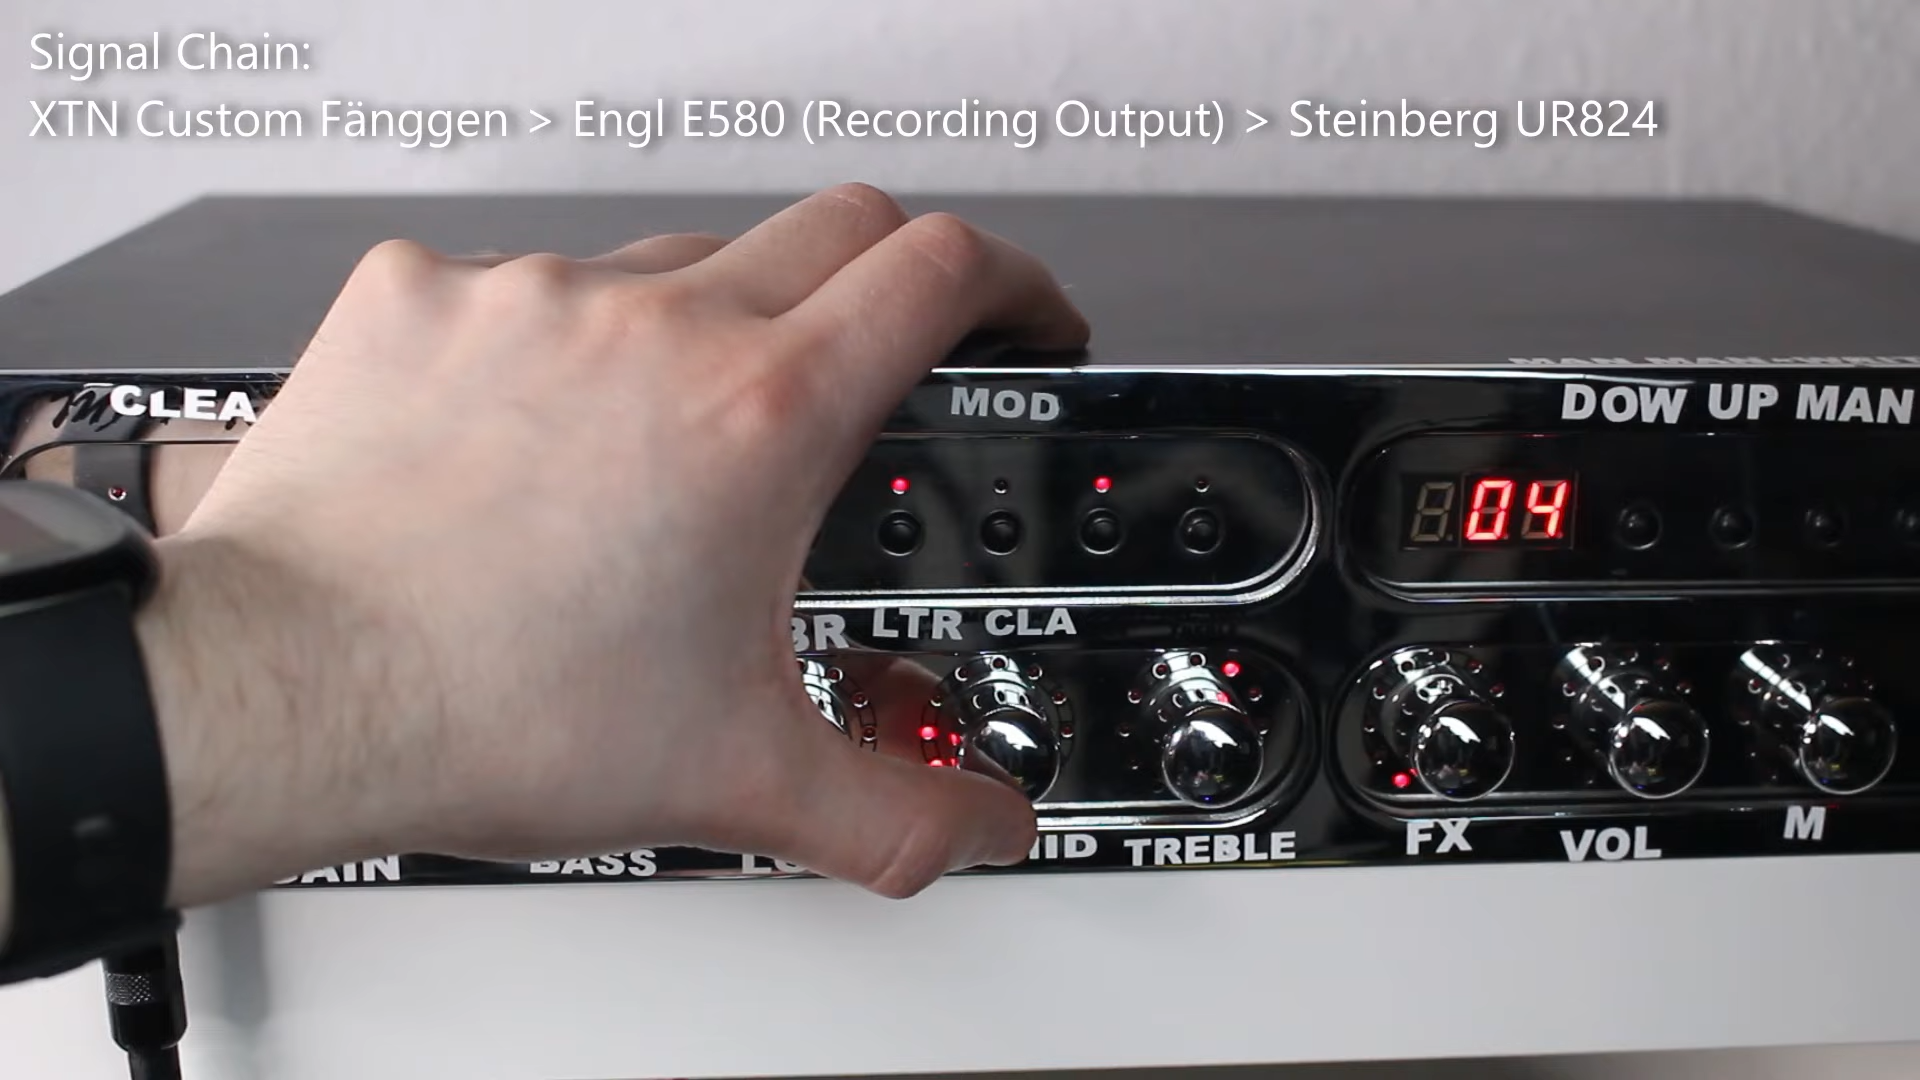 Signal Chain:
XTN Custom Fänggen > Engl E580 (Recording Output) > Steinberg UR824
CLEA MOD DOW UP MAN
04
LTR CLA
BASS TREBLE FX VOL M